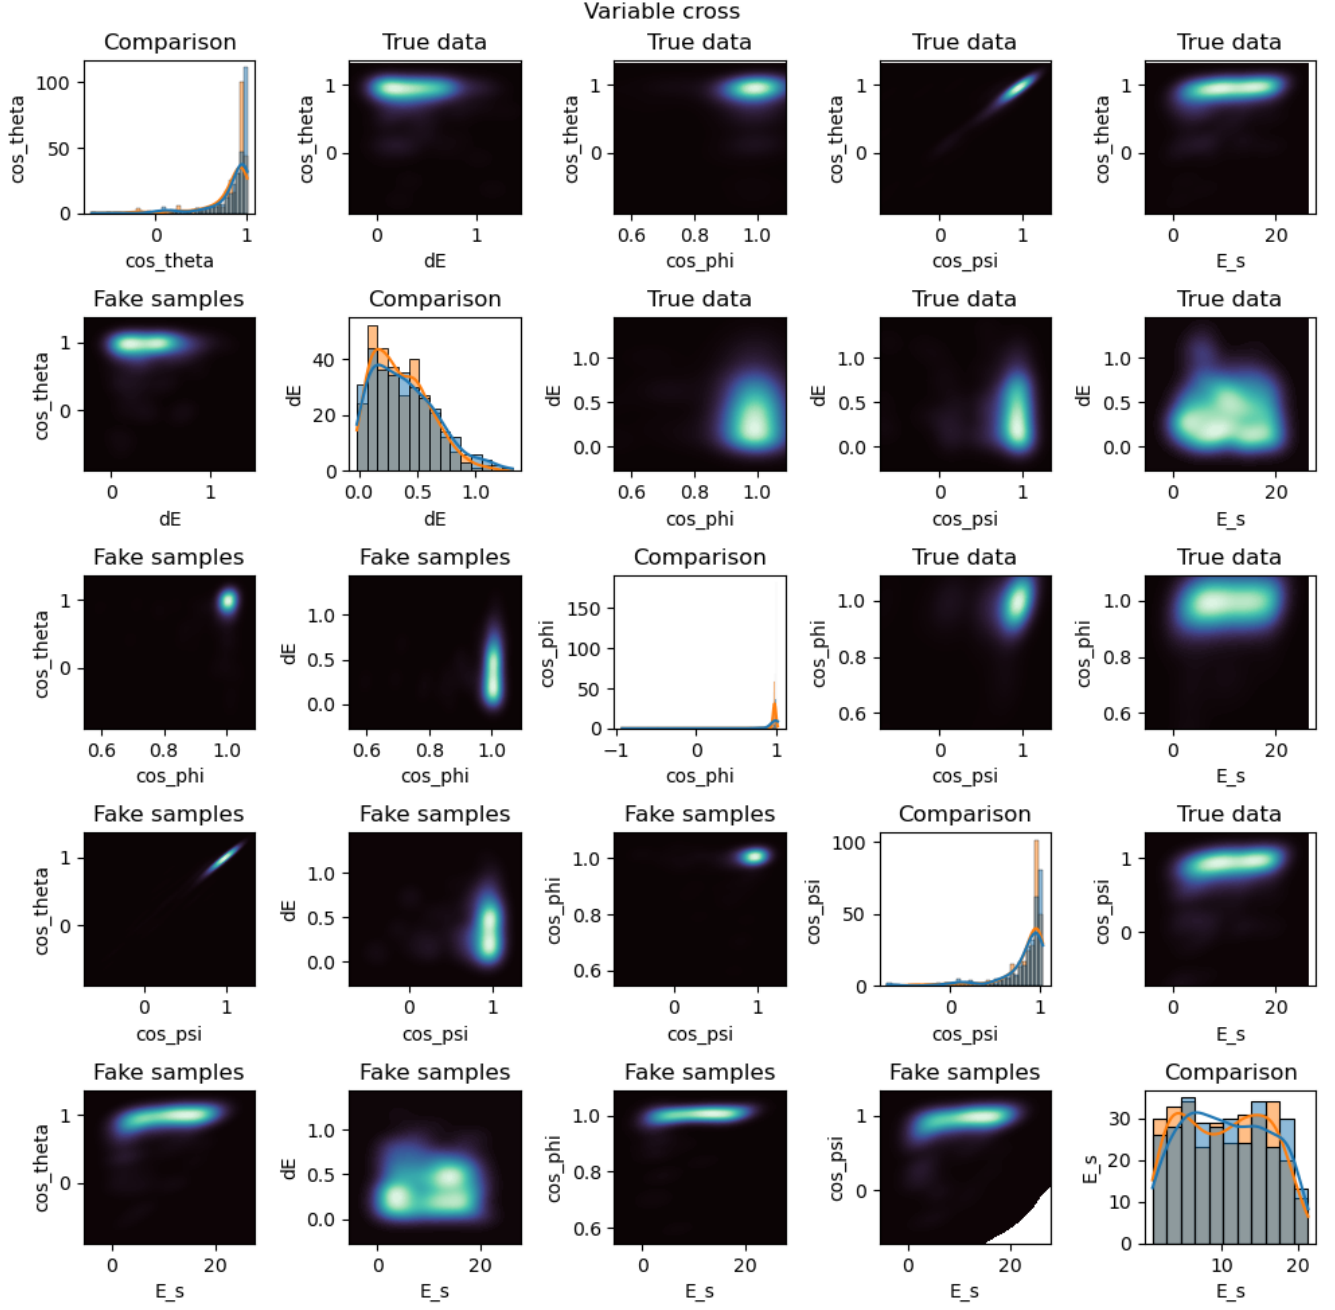 Variable cross
Comparison True data True data True data True data
cos_theta 100 50 0 0 1 cos_theta
cos_theta 1 0 0 1 dE
cos_theta 1 0 0.6 0.8 1.0 cos_phi
cos_theta 1 0 0 1 cos_psi
cos_theta 1 0 0 20 E_s
Fake samples Comparison True data True data True data
cos_theta 1 0 0 1 dE
dE 40 20 0 0.0 0.5 1.0 dE
dE 1.0 0.5 0.0 0.6 0.8 1.0 cos_phi
dE 1.0 0.5 0.0 0 1 cos_psi
dE 1.0 0.5 0.0 0 20 E_s
Fake samples Fake samples Comparison True data True data
cos_theta 1 0 0.6 0.8 1.0 cos_phi
dE 1.0 0.5 0.0 0.6 0.8 1.0 cos_phi
cos_phi 150 100 50 0 −1 0 1 cos_phi
cos_phi 1.0 0.8 0.6 0 1 cos_psi
cos_phi 1.0 0.8 0.6 0 20 E_s
Fake samples Fake samples Fake samples Comparison True data
cos_theta 1 0 0 1 cos_psi
dE 1.0 0.5 0.0 0 1 cos_psi
cos_phi 1.0 0.8 0.6 0 1 cos_psi
cos_psi 100 50 0 0 1 cos_psi
cos_psi 1 0 0 20 E_s
Fake samples Fake samples Fake samples Fake samples Comparison
cos_theta 1 0 0 20 E_s
dE 1.0 0.5 0.0 0 20 E_s
cos_phi 1.0 0.8 0.6 0 20 E_s
cos_psi 1 0 0 20 E_s
E_s 30 20 10 0 10 20 E_s